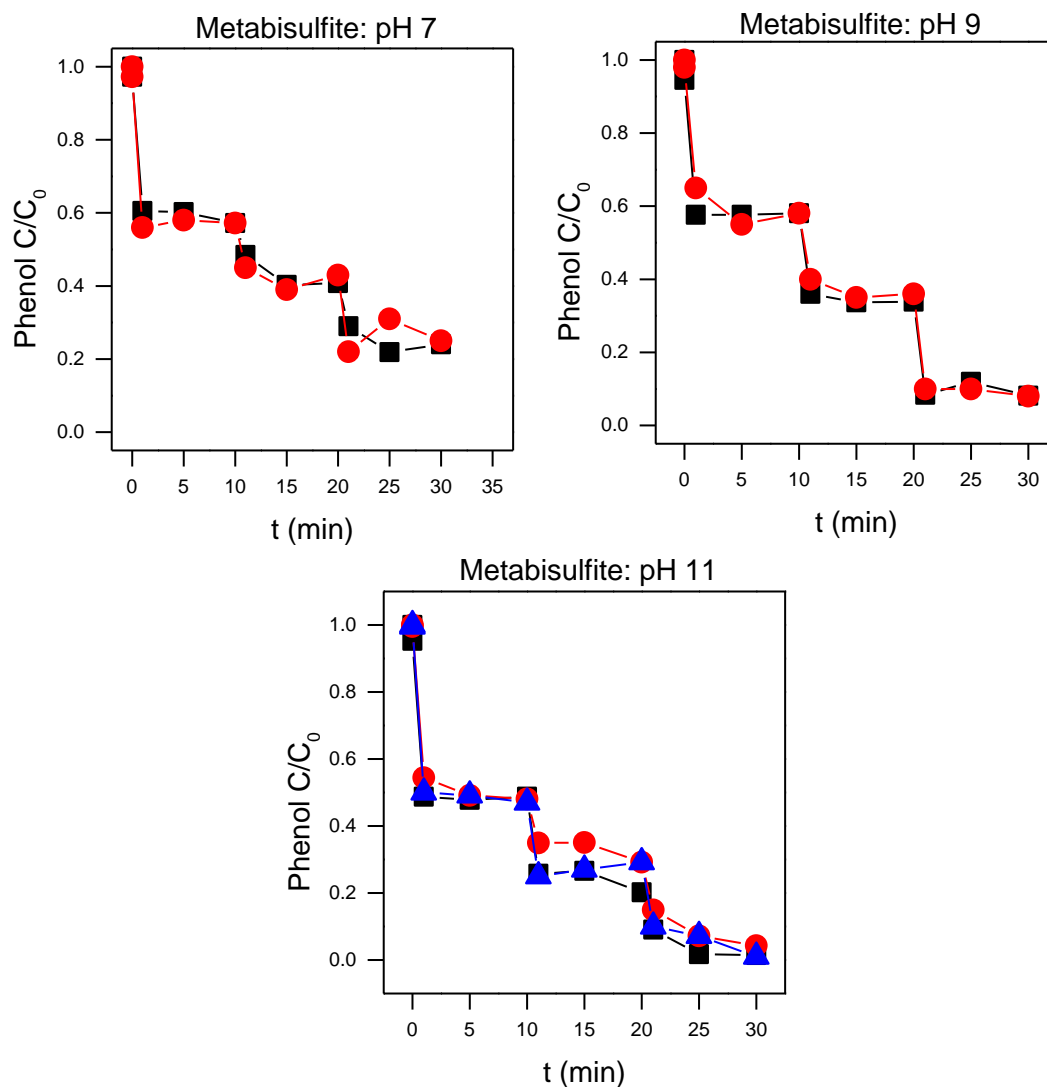 Metabisulfite: pH 7
1.0
0.8
0.6
0.4
0.2
0.0
Phenol C/C₀
0 5 10 15 20 25 30 35
t (min)
Metabisulfite: pH 9
1.0
0.8
0.6
0.4
0.2
0.0
Phenol C/C₀
0 5 10 15 20 25 30
t (min)
Metabisulfite: pH 11
1.0
0.8
0.6
0.4
0.2
0.0
Phenol C/C₀
0 5 10 15 20 25 30
t (min)